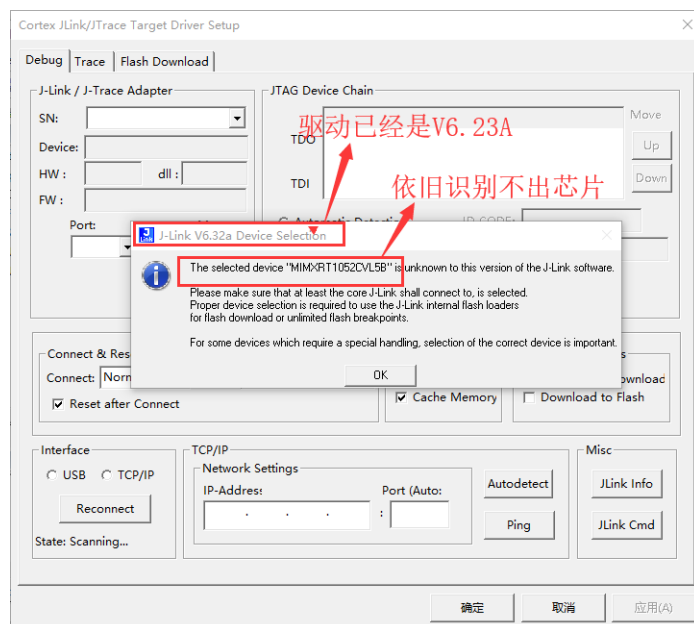 Cortex JLink/JTrace Target Driver Setup
Debug Trace Flash Download
J-Link / J-Trace Adapter
SN:
Device:
HW : dll :
FW :
Port:
JTAG Device Chain
TDO
TDI
Move
Up
Down
驱动已经是V6.23A
依旧识别不出芯片
J-Link V6.32a Device Selection
The selected device "MIMXRT1052CVL5B" is unknown to this version of the J-Link software.
Please make sure that at least the core J-Link shall connect to, is selected.
Proper device selection is required to use the J-Link internal flash loaders
for flash download or unlimited flash breakpoints.
For some devices which require a special handling, selection of the correct device is important.
OK
Connect & Res
Connect: Norm
Reset after Connect
Cache Memory
Download to Flash
Interface
USB TCP/IP
Reconnect
State: Scanning...
TCP/IP
Network Settings
IP-Address: Port (Auto:
. . . :
Autodetect
Ping
Misc
JLink Info
JLink Cmd
确定 取消 应用(A)